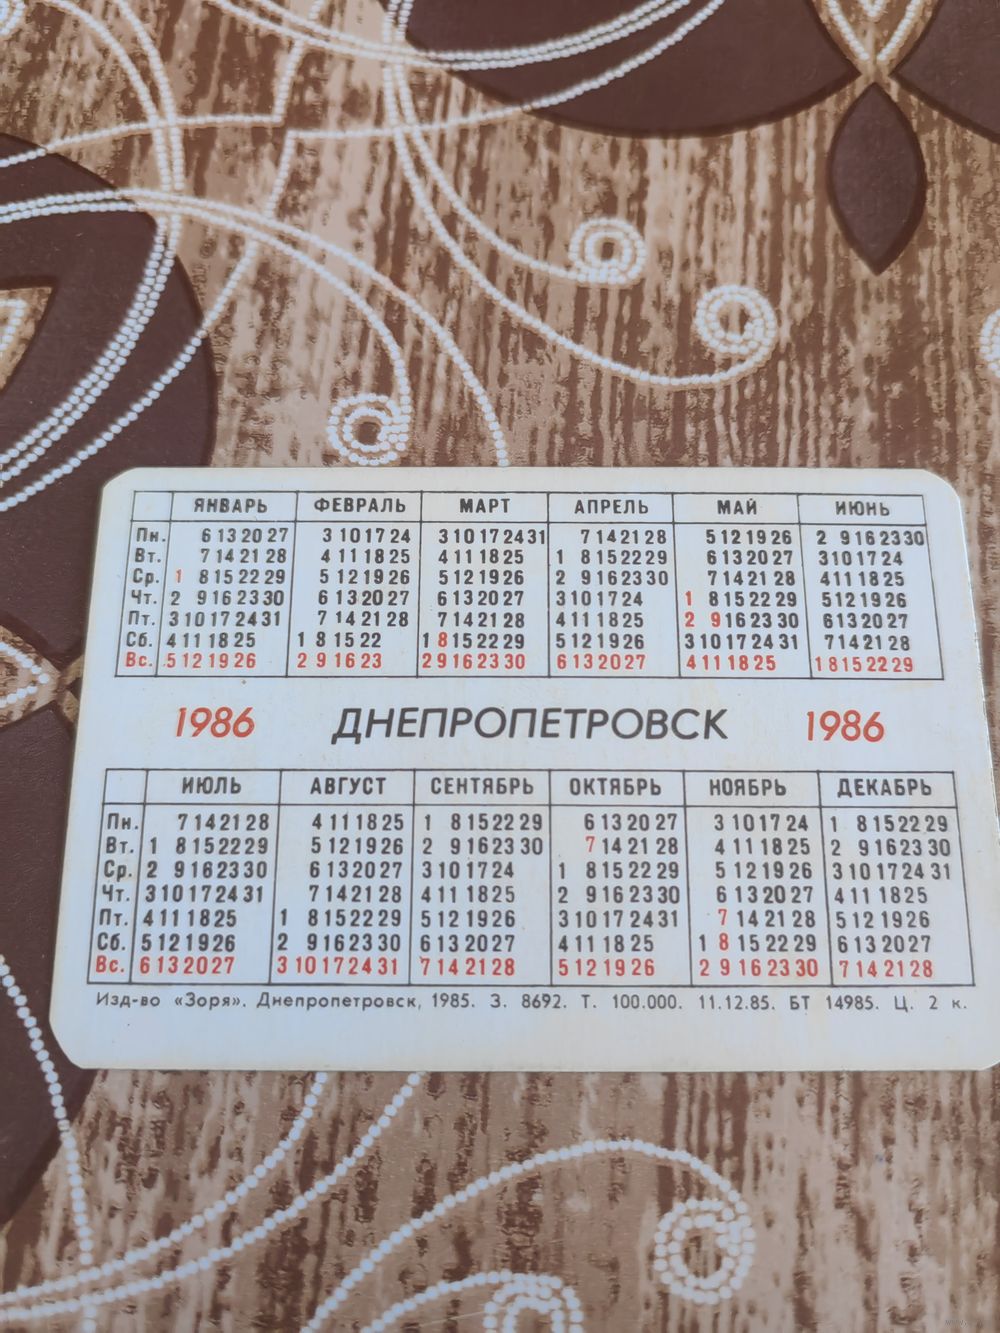 ЯНВАРЬ ФЕВРАЛЬ МАРТ АПРЕЛЬ МАЙ ИЮНЬ
Пн. 6 13 20 27 3 10 17 24 3 10 17 24 31 7 14 21 28 5 12 19 26 2 9 16 23 30
Вт. 7 14 21 28 4 11 18 25 4 11 18 25 1 8 15 22 29 6 13 20 27 3 10 17 24
Ср. 1 8 15 22 29 5 12 19 26 5 12 19 26 2 9 16 23 30 7 14 21 28 4 11 18 25
Чт. 2 9 16 23 30 6 13 20 27 6 13 20 27 3 10 17 24 1 8 15 22 29 5 12 19 26
Пт. 3 10 17 24 31 7 14 21 28 7 14 21 28 4 11 18 25 2 9 16 23 30 6 13 20 27
Сб. 4 11 18 25 1 8 15 22 1 8 15 22 29 5 12 19 26 3 10 17 24 31 7 14 21 28
Вс. 5 12 19 26 2 9 16 23 2 9 16 23 30 6 13 20 27 4 11 18 25 1 8 15 22 29
1986 ДНЕПРОПЕТРОВСК 1986
ИЮЛЬ АВГУСТ СЕНТЯБРЬ ОКТЯБРЬ НОЯБРЬ ДЕКАБРЬ
Пн. 7 14 21 28 4 11 18 25 1 8 15 22 29 6 13 20 27 3 10 17 24 1 8 15 22 29
Вт. 1 8 15 22 29 5 12 19 26 2 9 16 23 30 7 14 21 28 4 11 18 25 2 9 16 23 30
Ср. 2 9 16 23 30 6 13 20 27 3 10 17 24 1 8 15 22 29 5 12 19 26 3 10 17 24 31
Чт. 3 10 17 24 31 7 14 21 28 4 11 18 25 2 9 16 23 30 6 13 20 27 4 11 18 25
Пт. 4 11 18 25 1 8 15 22 29 5 12 19 26 3 10 17 24 31 7 14 21 28 5 12 19 26
Сб. 5 12 19 26 2 9 16 23 30 6 13 20 27 4 11 18 25 1 8 15 22 29 6 13 20 27
Вс. 6 13 20 27 3 10 17 24 31 7 14 21 28 5 12 19 26 2 9 16 23 30 7 14 21 28
Изд-во «Зоря». Днепропетровск, 1985. З. 8692. Т. 100.000. 11.12.85. БТ 14985. Ц. 2 к.